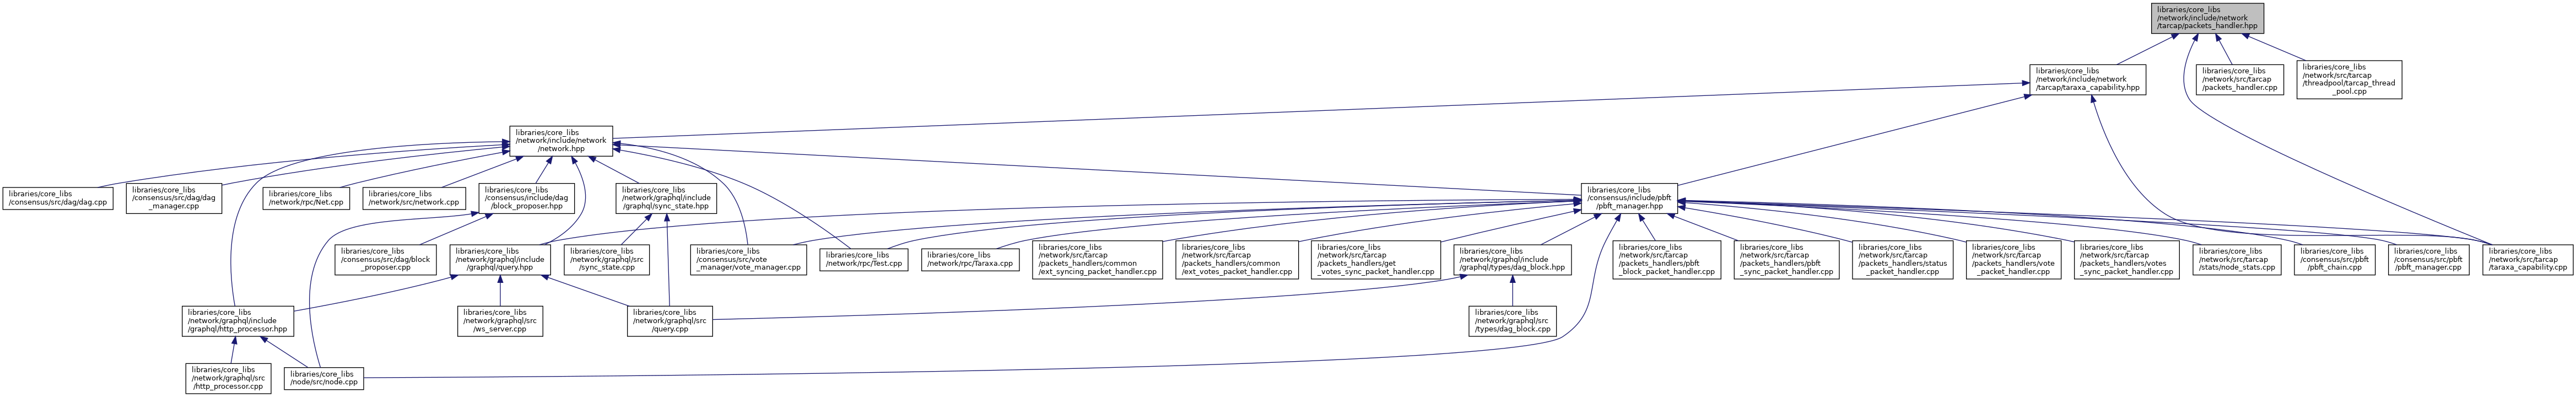 libraries/core_libs
/network/include/network
/tarcap/packets_handler.hpp
libraries/core_libs
/network/include/network
/tarcap/taraxa_capability.hpp
libraries/core_libs
/network/src/tarcap
/packets_handler.cpp
libraries/core_libs
/network/src/tarcap
/threadpool/tarcap_thread
_pool.cpp
libraries/core_libs
/network/include/network
/network.hpp
libraries/core_libs
/consensus/src/dag/dag.cpp
libraries/core_libs
/consensus/src/dag/dag
_manager.cpp
libraries/core_libs
/network/rpc/Net.cpp
libraries/core_libs
/network/src/network.cpp
libraries/core_libs
/consensus/include/dag
/block_proposer.hpp
libraries/core_libs
/network/graphql/include
/graphql/sync_state.hpp
libraries/core_libs
/consensus/include/pbft
/pbft_manager.hpp
libraries/core_libs
/consensus/src/dag/block
_proposer.cpp
libraries/core_libs
/network/graphql/include
/graphql/query.hpp
libraries/core_libs
/network/graphql/src
/sync_state.cpp
libraries/core_libs
/consensus/src/vote
_manager/vote_manager.cpp
libraries/core_libs
/network/rpc/Test.cpp
libraries/core_libs
/network/rpc/Taraxa.cpp
libraries/core_libs
/network/src/tarcap
/packets_handlers/common
/ext_syncing_packet_handler.cpp
libraries/core_libs
/network/src/tarcap
/packets_handlers/common
/ext_votes_packet_handler.cpp
libraries/core_libs
/network/src/tarcap
/packets_handlers/get
_votes_sync_packet_handler.cpp
libraries/core_libs
/network/graphql/include
/graphql/types/dag_block.hpp
libraries/core_libs
/network/src/tarcap
/packets_handlers/pbft
_block_packet_handler.cpp
libraries/core_libs
/network/src/tarcap
/packets_handlers/pbft
_sync_packet_handler.cpp
libraries/core_libs
/network/src/tarcap
/packets_handlers/status
_packet_handler.cpp
libraries/core_libs
/network/src/tarcap
/packets_handlers/vote
_packet_handler.cpp
libraries/core_libs
/network/src/tarcap
/packets_handlers/votes
_sync_packet_handler.cpp
libraries/core_libs
/network/src/tarcap
/stats/node_stats.cpp
libraries/core_libs
/consensus/src/pbft
/pbft_chain.cpp
libraries/core_libs
/consensus/src/pbft
/pbft_manager.cpp
libraries/core_libs
/network/src/tarcap
/taraxa_capability.cpp
libraries/core_libs
/network/graphql/include
/graphql/http_processor.hpp
libraries/core_libs
/network/graphql/src
/ws_server.cpp
libraries/core_libs
/network/graphql/src
/query.cpp
libraries/core_libs
/network/graphql/src
/types/dag_block.cpp
libraries/core_libs
/network/graphql/src
/http_processor.cpp
libraries/core_libs
/node/src/node.cpp